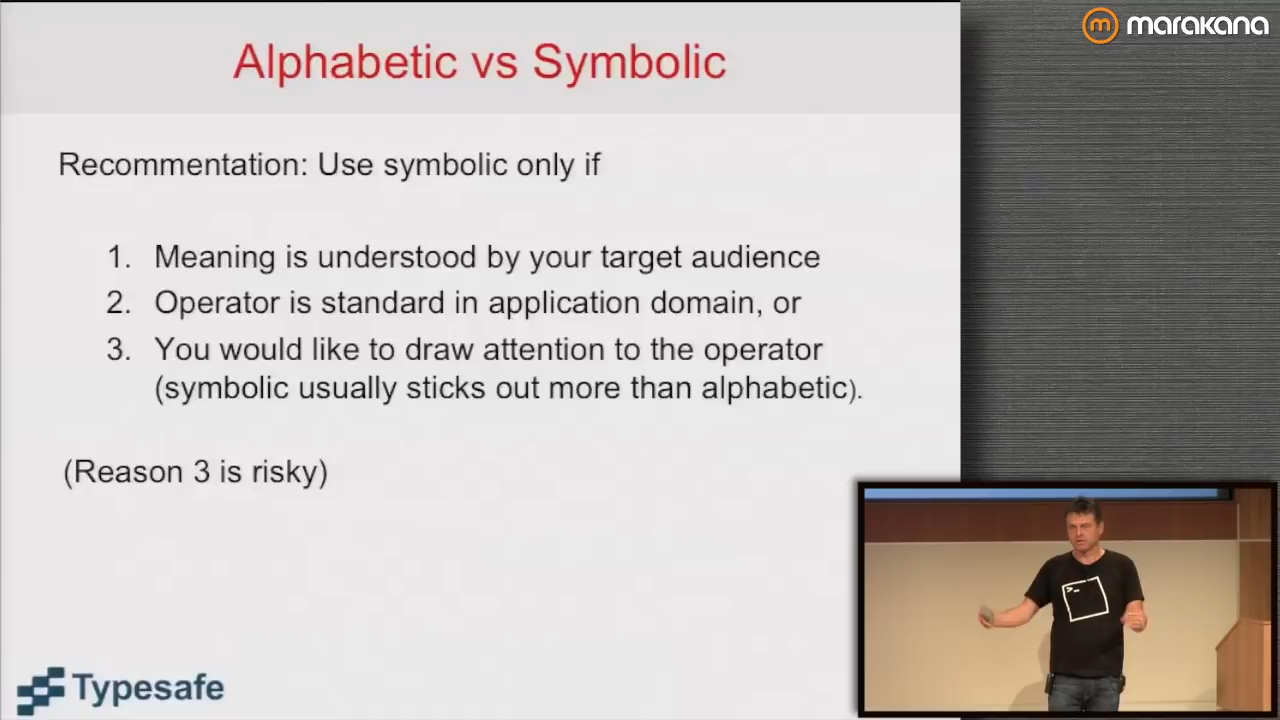 marakana
Alphabetic vs Symbolic
Recommentation: Use symbolic only if
1. Meaning is understood by your target audience
2. Operator is standard in application domain, or
3. You would like to draw attention to the operator
(symbolic usually sticks out more than alphabetic).
(Reason 3 is risky)
Typesafe
>_